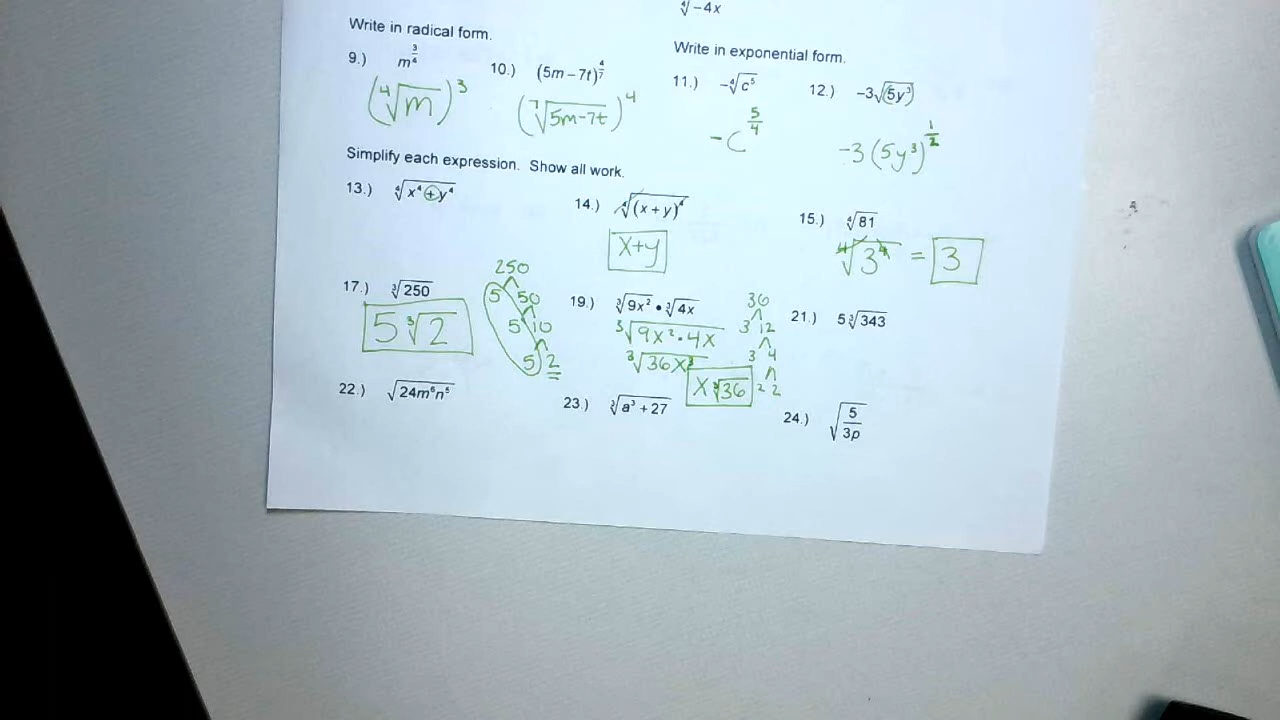 ∜-4x
Write in radical form.
Write in exponential form.
9.) m^(3/4)
10.) (5m - 7t)^(4/7)
11.) -∜(c⁵)
12.) -3√(5y³)
(∜m)³
(⁷√(5m-7t))⁴
-c^(5/4)
-3(5y³)^(1/2)
Simplify each expression. Show all work.
13.) ∜(x⁴ + y⁴)
14.) ∜((x + y)⁴)
15.) ∜81
x+y
∜(3⁴) = 3
17.) ∛250
5∛2
250
5 50
5 10
5 2
19.) ∛(9x²) • ∛(4x)
∛(9x²·4x)
∛(36x³)
x∛36
36
3 12
3 4
2 2
21.) 5∛343
22.) √(24m⁶n⁵)
23.) ∛(a³ + 27)
24.) √(5/3p)